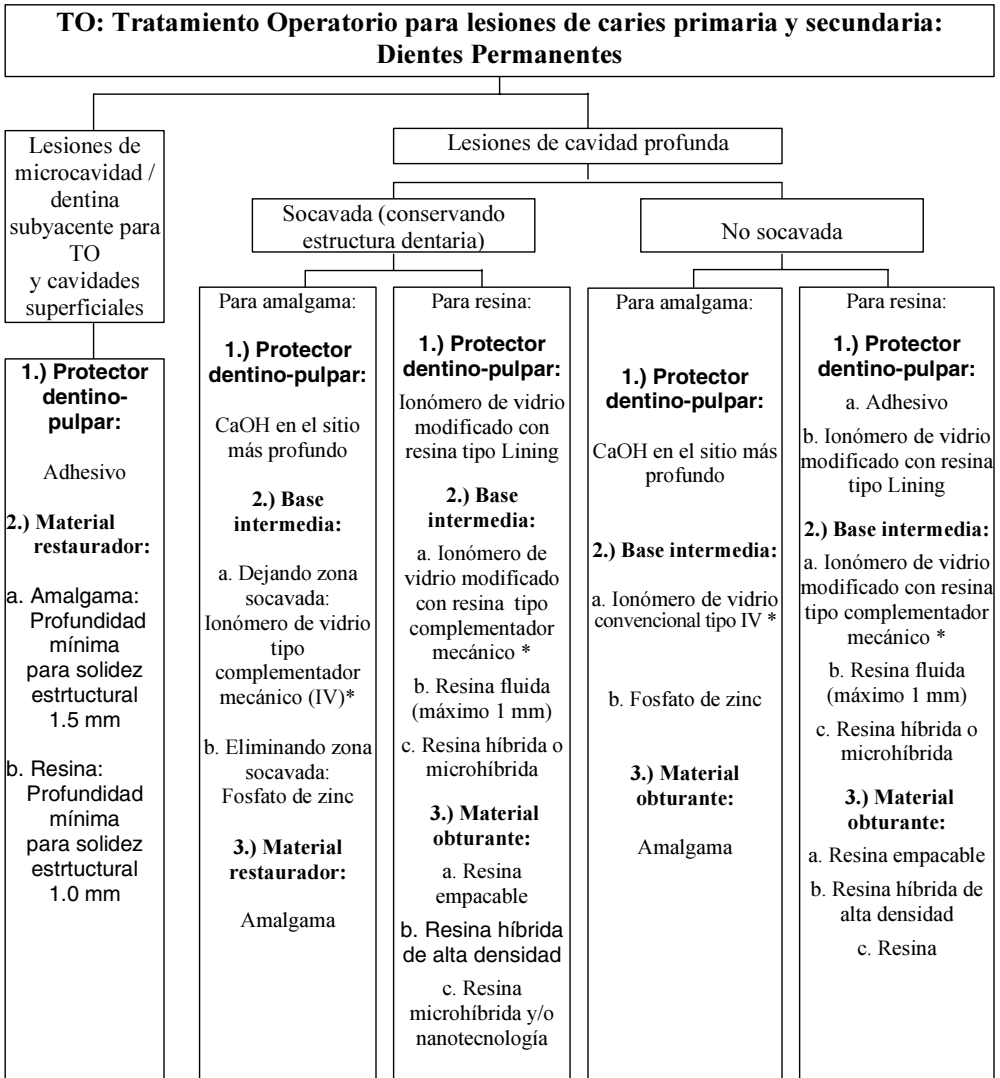 TO: Tratamiento Operatorio para lesiones de caries primaria y secundaria:
Dientes Permanentes
Lesiones de
microcavidad /
dentina
subyacente para
TO
y cavidades
superficiales
1.) Protector
dentino-
pulpar:
Adhesivo
2.) Material
restaurador:
a. Amalgama:
Profundidad
mínima
para solidez
estrtuctural
1.5 mm
b. Resina:
Profundidad
mínima
para solidez
estrtuctural
1.0 mm
Lesiones de cavidad profunda
Socavada (conservando
estructura dentaria)
Para amalgama:
1.) Protector
dentino-pulpar:
CaOH en el sitio
más profundo
2.) Base
intermedia:
a. Dejando zona
socavada:
Ionómero de vidrio
tipo
complementador
mecánico (IV)*
b. Eliminando zona
socavada:
Fosfato de zinc
3.) Material
restaurador:
Amalgama
Para resina:
1.) Protector
dentino-pulpar:
Ionómero de vidrio
modificado con
resina tipo Lining
2.) Base
intermedia:
a. Ionómero de
vidrio modificado
con resina tipo
complementador
mecánico *
b. Resina fluida
(máximo 1 mm)
c. Resina híbrida o
microhíbrida
3.) Material
obturante:
a. Resina
empacable
b. Resina híbrida
de alta densidad
c. Resina
microhíbrida y/o
nanotecnología
No socavada
Para amalgama:
1.) Protector
dentino-pulpar:
CaOH en el sitio más
profundo
2.) Base intermedia:
a. Ionómero de vidrio
convencional tipo IV *
b. Fosfato de zinc
3.) Material
obturante:
Amalgama
Para resina:
1.) Protector
dentino-pulpar:
a. Adhesivo
b. Ionómero de vidrio
modificado con resina
tipo Lining
2.) Base intermedia:
a. Ionómero de vidrio
modificado con resina
tipo complementador
mecánico *
b. Resina fluida
(máximo 1 mm)
c. Resina híbrida o
microhíbrida
3.) Material
obturante:
a. Resina empacable
b. Resina híbrida de
alta densidad
c. Resina